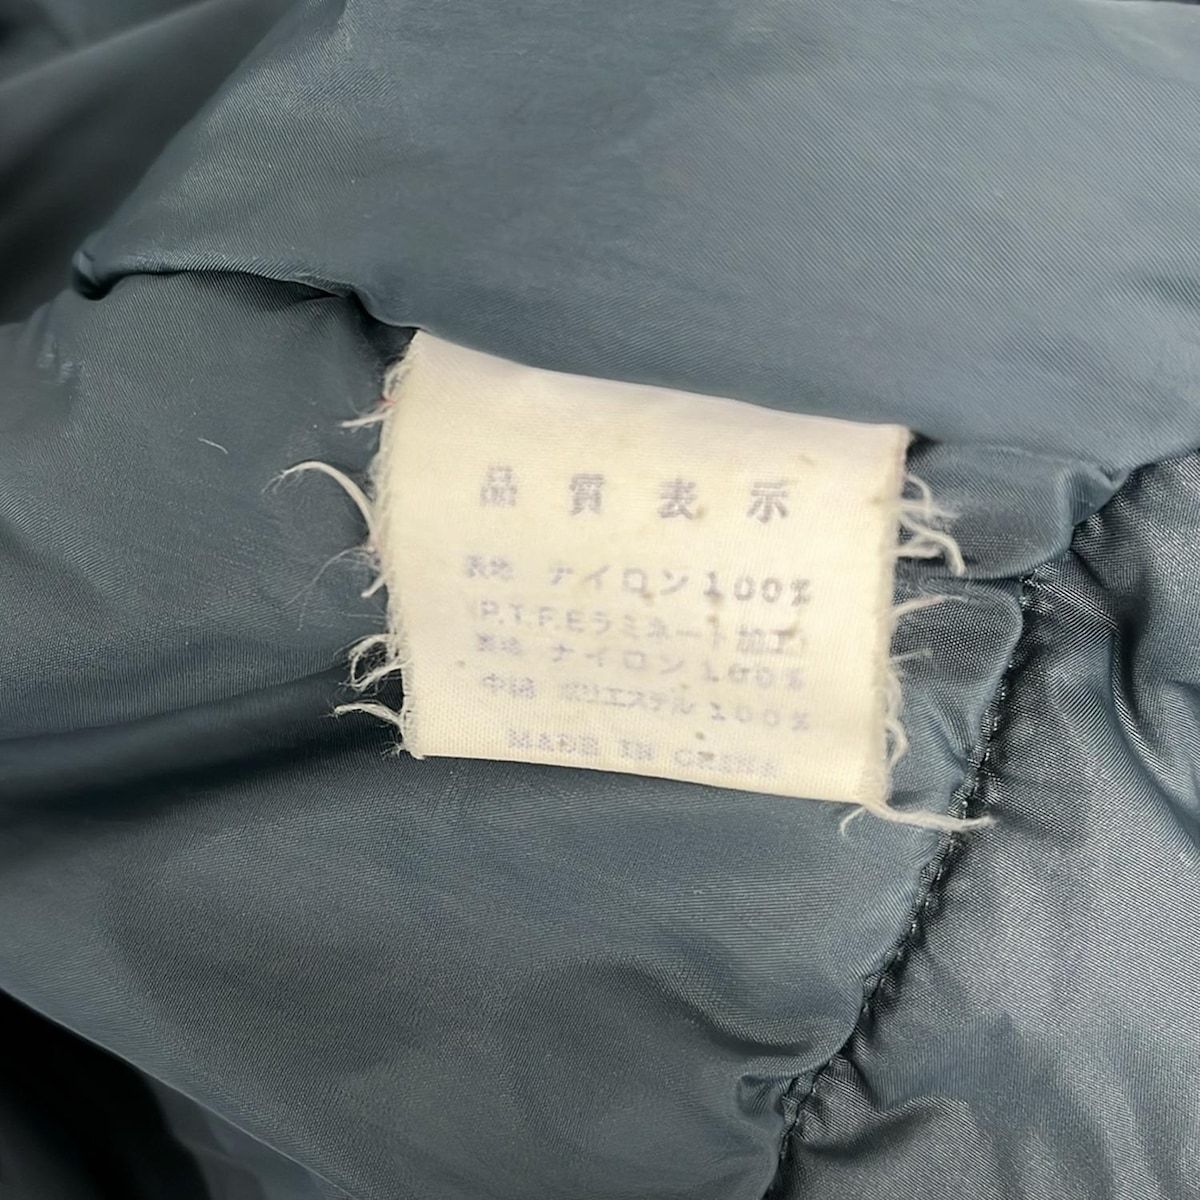 品質表示
表地 ナイロン100%
P.T.F.Eラミネート加工
裏地 ナイロン100%
中綿 ポリエステル100%
MADE IN CHINA